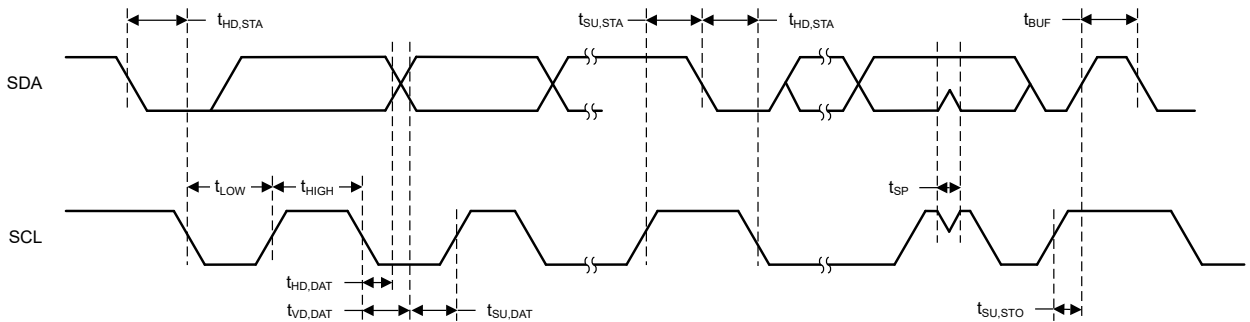 tHD,STA
tSU,STA
tHD,STA
tBUF
SDA
tLOW
tHIGH
tSP
SCL
tHD,DAT
tVD,DAT
tSU,DAT
tSU,STO